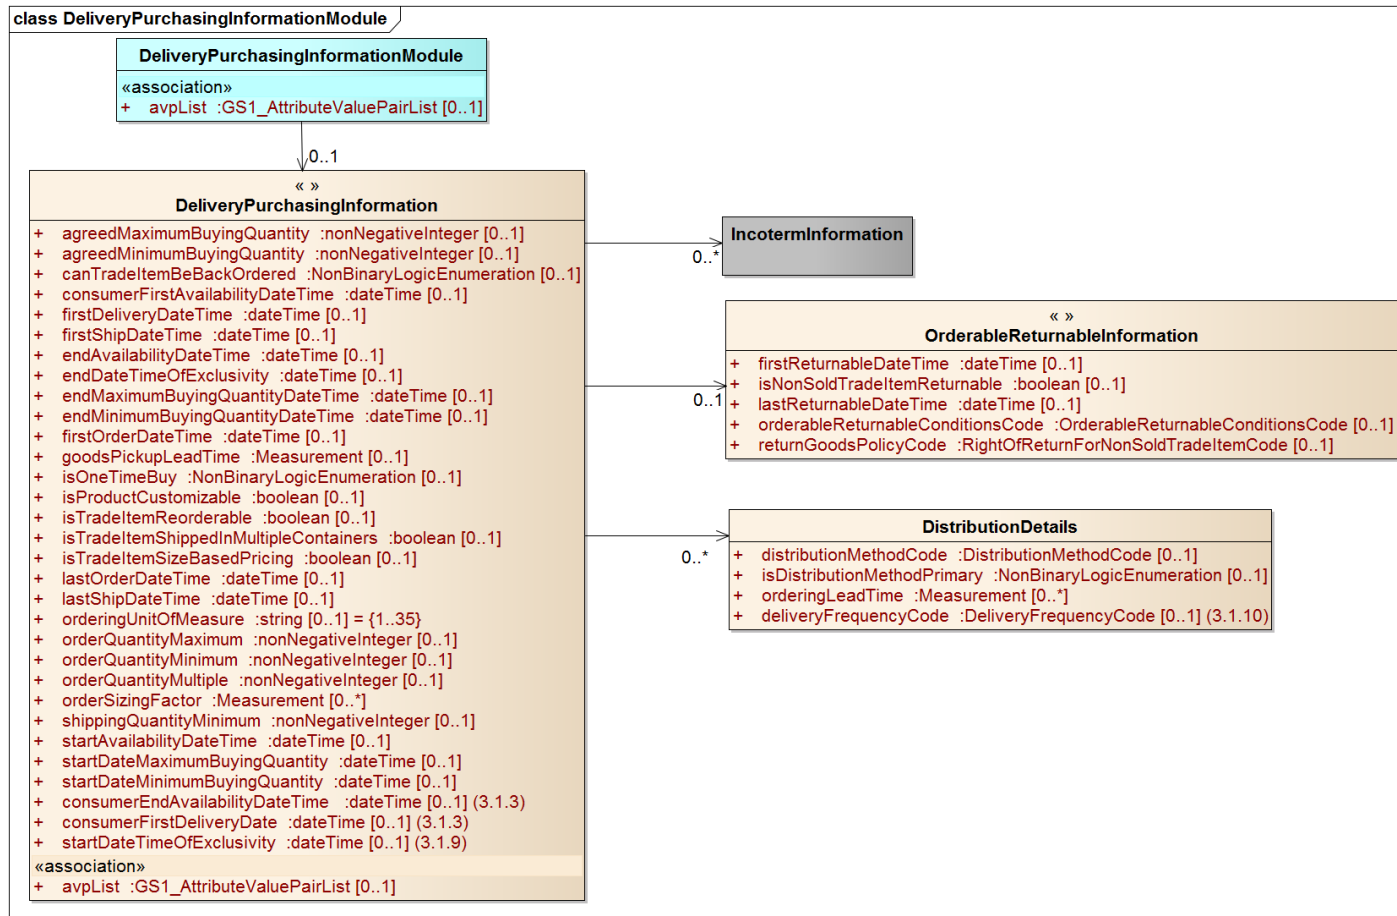 class DeliveryPurchasingInformationModule
DeliveryPurchasingInformationModule
«association»
+ avpList :GS1_AttributeValuePairList [0..1]
0..1
« »
DeliveryPurchasingInformation
+ agreedMaximumBuyingQuantity :nonNegativeInteger [0..1]
+ agreedMinimumBuyingQuantity :nonNegativeInteger [0..1]
+ canTradeItemBeBackOrdered :NonBinaryLogicEnumeration [0..1]
+ consumerFirstAvailabilityDateTime :dateTime [0..1]
+ firstDeliveryDateTime :dateTime [0..1]
+ firstShipDateTime :dateTime [0..1]
+ endAvailabilityDateTime :dateTime [0..1]
+ endDateTimeOfExclusivity :dateTime [0..1]
+ endMaximumBuyingQuantityDateTime :dateTime [0..1]
+ endMinimumBuyingQuantityDateTime :dateTime [0..1]
+ firstOrderDateTime :dateTime [0..1]
+ goodsPickupLeadTime :Measurement [0..1]
+ isOneTimeBuy :NonBinaryLogicEnumeration [0..1]
+ isProductCustomizable :boolean [0..1]
+ isTradeItemReorderable :boolean [0..1]
+ isTradeItemShippedInMultipleContainers :boolean [0..1]
+ isTradeItemSizeBasedPricing :boolean [0..1]
+ lastOrderDateTime :dateTime [0..1]
+ lastShipDateTime :dateTime [0..1]
+ orderingUnitOfMeasure :string [0..1] = {1..35}
+ orderQuantityMaximum :nonNegativeInteger [0..1]
+ orderQuantityMinimum :nonNegativeInteger [0..1]
+ orderQuantityMultiple :nonNegativeInteger [0..1]
+ orderSizingFactor :Measurement [0..*]
+ shippingQuantityMinimum :nonNegativeInteger [0..1]
+ startAvailabilityDateTime :dateTime [0..1]
+ startDateMaximumBuyingQuantity :dateTime [0..1]
+ startDateMinimumBuyingQuantity :dateTime [0..1]
+ consumerEndAvailabilityDateTime :dateTime [0..1] (3.1.3)
+ consumerFirstDeliveryDate :dateTime [0..1] (3.1.3)
+ startDateTimeOfExclusivity :dateTime [0..1] (3.1.9)
«association»
+ avpList :GS1_AttributeValuePairList [0..1]
0..*
IncotermInformation
0..1
« »
OrderableReturnableInformation
+ firstReturnableDateTime :dateTime [0..1]
+ isNonSoldTradeItemReturnable :boolean [0..1]
+ lastReturnableDateTime :dateTime [0..1]
+ orderableReturnableConditionsCode :OrderableReturnableConditionsCode [0..1]
+ returnGoodsPolicyCode :RightOfReturnForNonSoldTradeItemCode [0..1]
0..*
DistributionDetails
+ distributionMethodCode :DistributionMethodCode [0..1]
+ isDistributionMethodPrimary :NonBinaryLogicEnumeration [0..1]
+ orderingLeadTime :Measurement [0..*]
+ deliveryFrequencyCode :DeliveryFrequencyCode [0..1] (3.1.10)